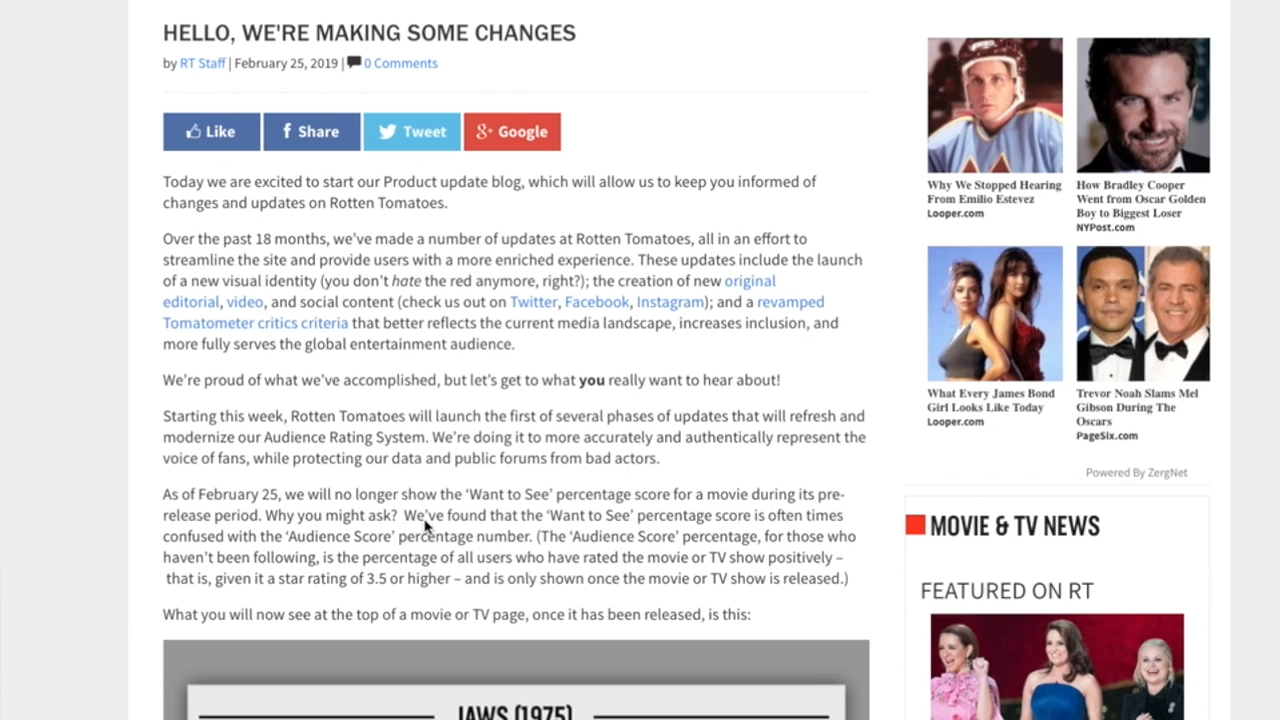 HELLO, WE'RE MAKING SOME CHANGES
by RT Staff | February 25, 2019 | 0 Comments
Like
Share
Tweet
Google
Today we are excited to start our Product update blog, which will allow us to keep you informed of
changes and updates on Rotten Tomatoes.
Over the past 18 months, we've made a number of updates at Rotten Tomatoes, all in an effort to
streamline the site and provide users with a more enriched experience. These updates include the launch
of a new visual identity (you don't hate the red anymore, right?); the creation of new original
editorial, video, and social content (check us out on Twitter, Facebook, Instagram); and a revamped
Tomatometer critics criteria that better reflects the current media landscape, increases inclusion, and
more fully serves the global entertainment audience.
We're proud of what we've accomplished, but let's get to what you really want to hear about!
Starting this week, Rotten Tomatoes will launch the first of several phases of updates that will refresh and
modernize our Audience Rating System. We're doing it to more accurately and authentically represent the
voice of fans, while protecting our data and public forums from bad actors.
As of February 25, we will no longer show the 'Want to See' percentage score for a movie during its pre-
release period. Why you might ask?  We've found that the 'Want to See' percentage score is often times
confused with the 'Audience Score' percentage number. (The 'Audience Score' percentage, for those who
haven't been following, is the percentage of all users who have rated the movie or TV show positively –
that is, given it a star rating of 3.5 or higher – and is only shown once the movie or TV show is released.)
What you will now see at the top of a movie or TV page, once it has been released, is this:
JAWS (1975)
Why We Stopped Hearing
From Emilio Estevez
Looper.com
How Bradley Cooper
Went from Oscar Golden
Boy to Biggest Loser
NYPost.com
What Every James Bond
Girl Looks Like Today
Looper.com
Trevor Noah Slams Mel
Gibson During The
Oscars
PageSix.com
Powered By ZergNet
MOVIE & TV NEWS
FEATURED ON RT